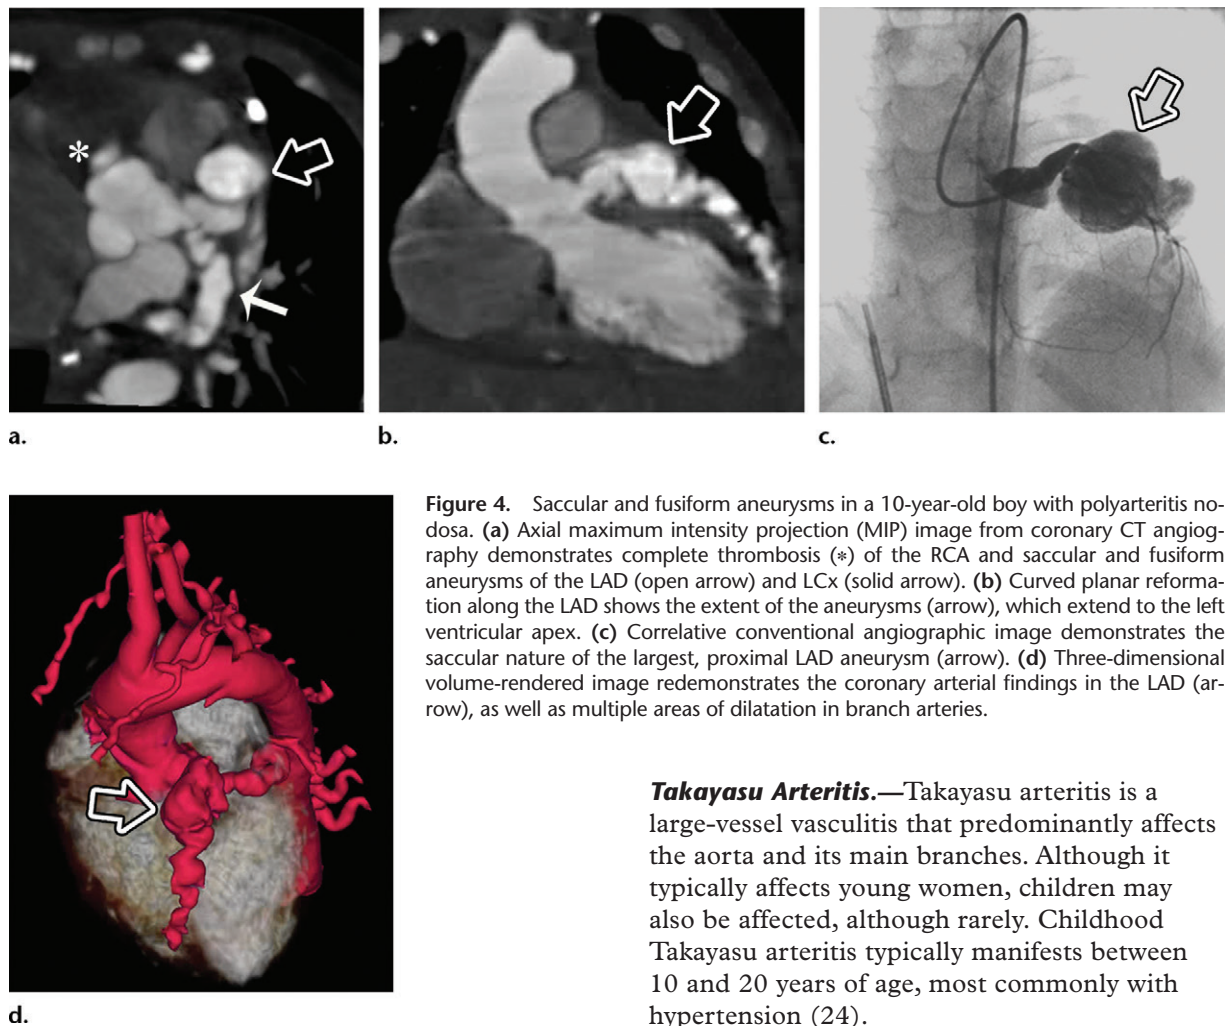 *
a.
b.
c.
Figure 4. Saccular and fusiform aneurysms in a 10-year-old boy with polyarteritis no-
dosa. (a) Axial maximum intensity projection (MIP) image from coronary CT angiog-
raphy demonstrates complete thrombosis (*) of the RCA and saccular and fusiform
aneurysms of the LAD (open arrow) and LCx (solid arrow). (b) Curved planar reforma-
tion along the LAD shows the extent of the aneurysms (arrow), which extend to the left
ventricular apex. (c) Correlative conventional angiographic image demonstrates the
saccular nature of the largest, proximal LAD aneurysm (arrow). (d) Three-dimensional
volume-rendered image redemonstrates the coronary arterial findings in the LAD (ar-
row), as well as multiple areas of dilatation in branch arteries.
d.
Takayasu Arteritis.—Takayasu arteritis is a
large-vessel vasculitis that predominantly affects
the aorta and its main branches. Although it
typically affects young women, children may
also be affected, although rarely. Childhood
Takayasu arteritis typically manifests between
10 and 20 years of age, most commonly with
hypertension (24).